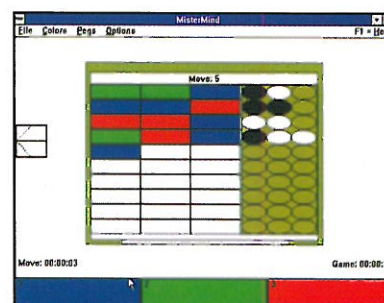 MisterMind
File Colors Pegs Options F1 = He
Move: 5
Move: 00:00:03 Game: 00:00: